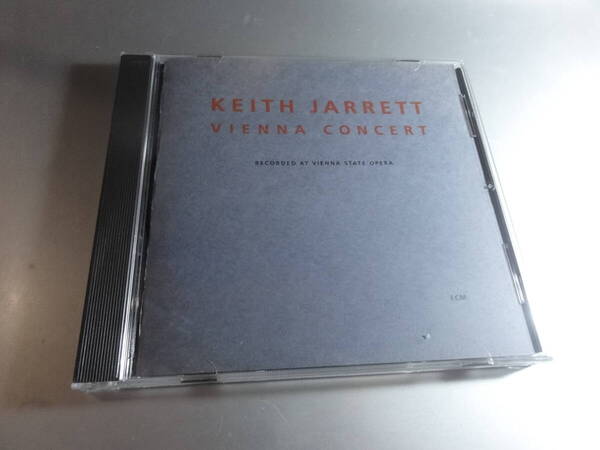 KEITH JARRETT
VIENNA CONCERT
RECORDED AT VIENNA STATE OPERA
ECM